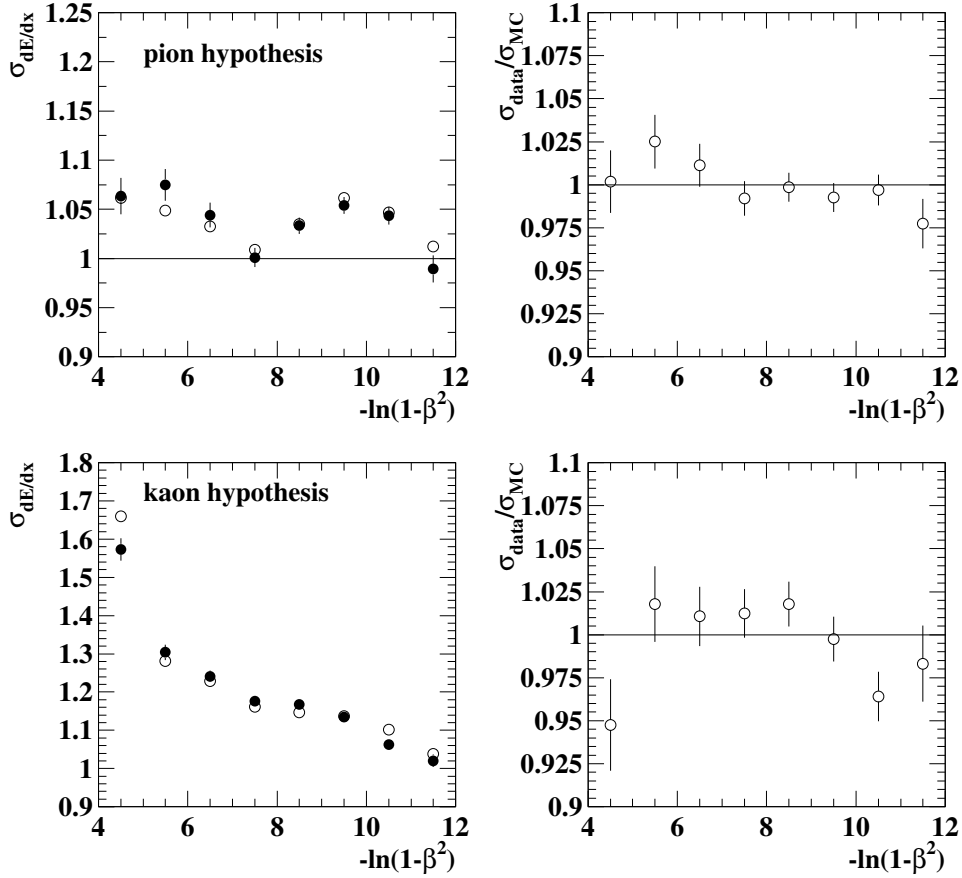 σdE/dx
pion hypothesis
1.25
1.2
1.15
1.1
1.05
1
0.95
0.9
4 6 8 10 12
-ln(1-β²)
σdata/σMC
1.1
1.075
1.05
1.025
1
0.975
0.95
0.925
0.9
4 6 8 10 12
-ln(1-β²)
σdE/dx
kaon hypothesis
1.8
1.7
1.6
1.5
1.4
1.3
1.2
1.1
1
0.9
4 6 8 10 12
-ln(1-β²)
σdata/σMC
1.1
1.075
1.05
1.025
1
0.975
0.95
0.925
0.9
4 6 8 10 12
-ln(1-β²)